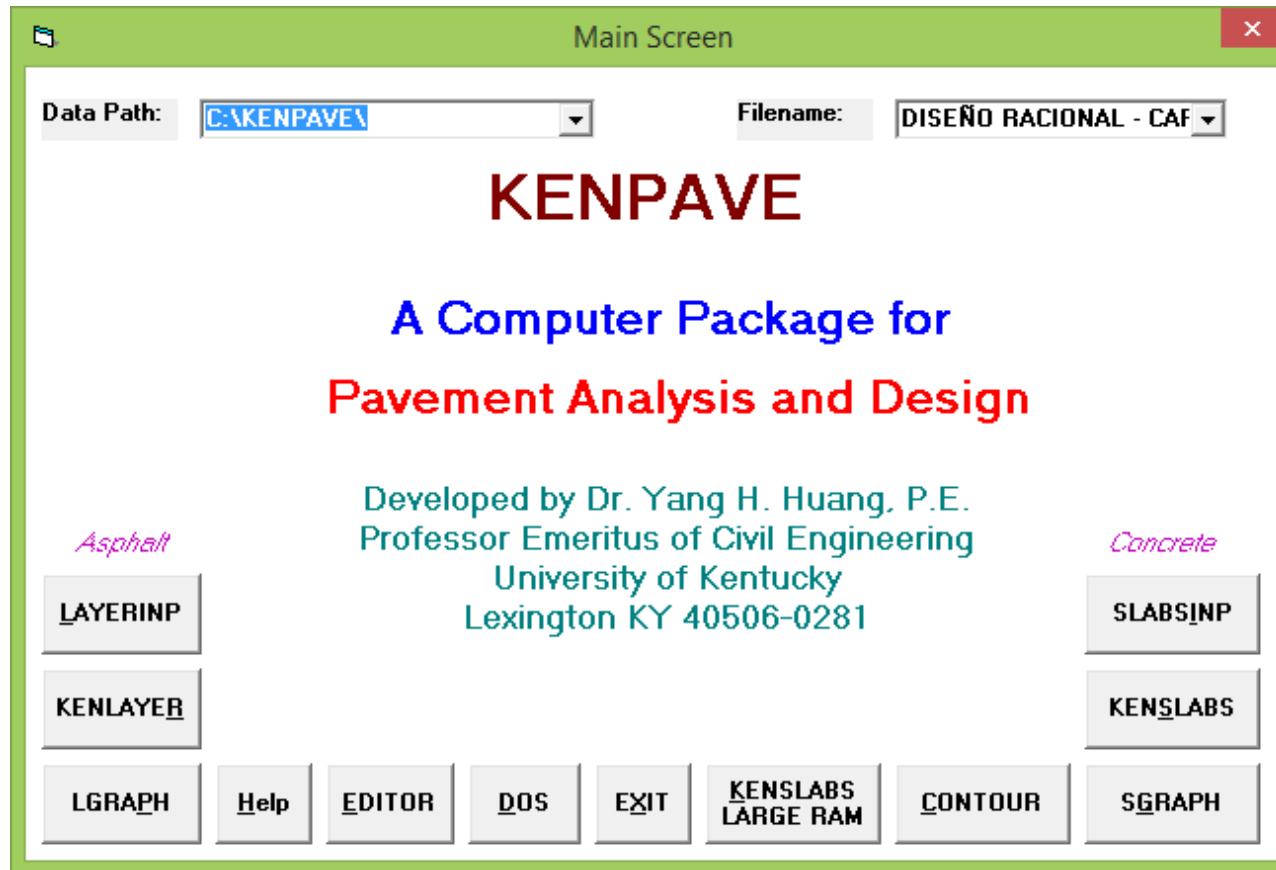 Main Screen
Data Path: C:\KENPAVE\ Filename: DISEÑO RACIONAL - CAF
KENPAVE
A Computer Package for
Pavement Analysis and Design
Developed by Dr. Yang H. Huang, P.E.
Professor Emeritus of Civil Engineering
University of Kentucky
Lexington KY 40506-0281
Asphalt
Concrete
LAYERINP
SLABSINP
KENLAYER
KENSLABS
LGRAPH
Help
EDITOR
DOS
EXIT
KENSLABS
LARGE RAM
CONTOUR
SGRAPH